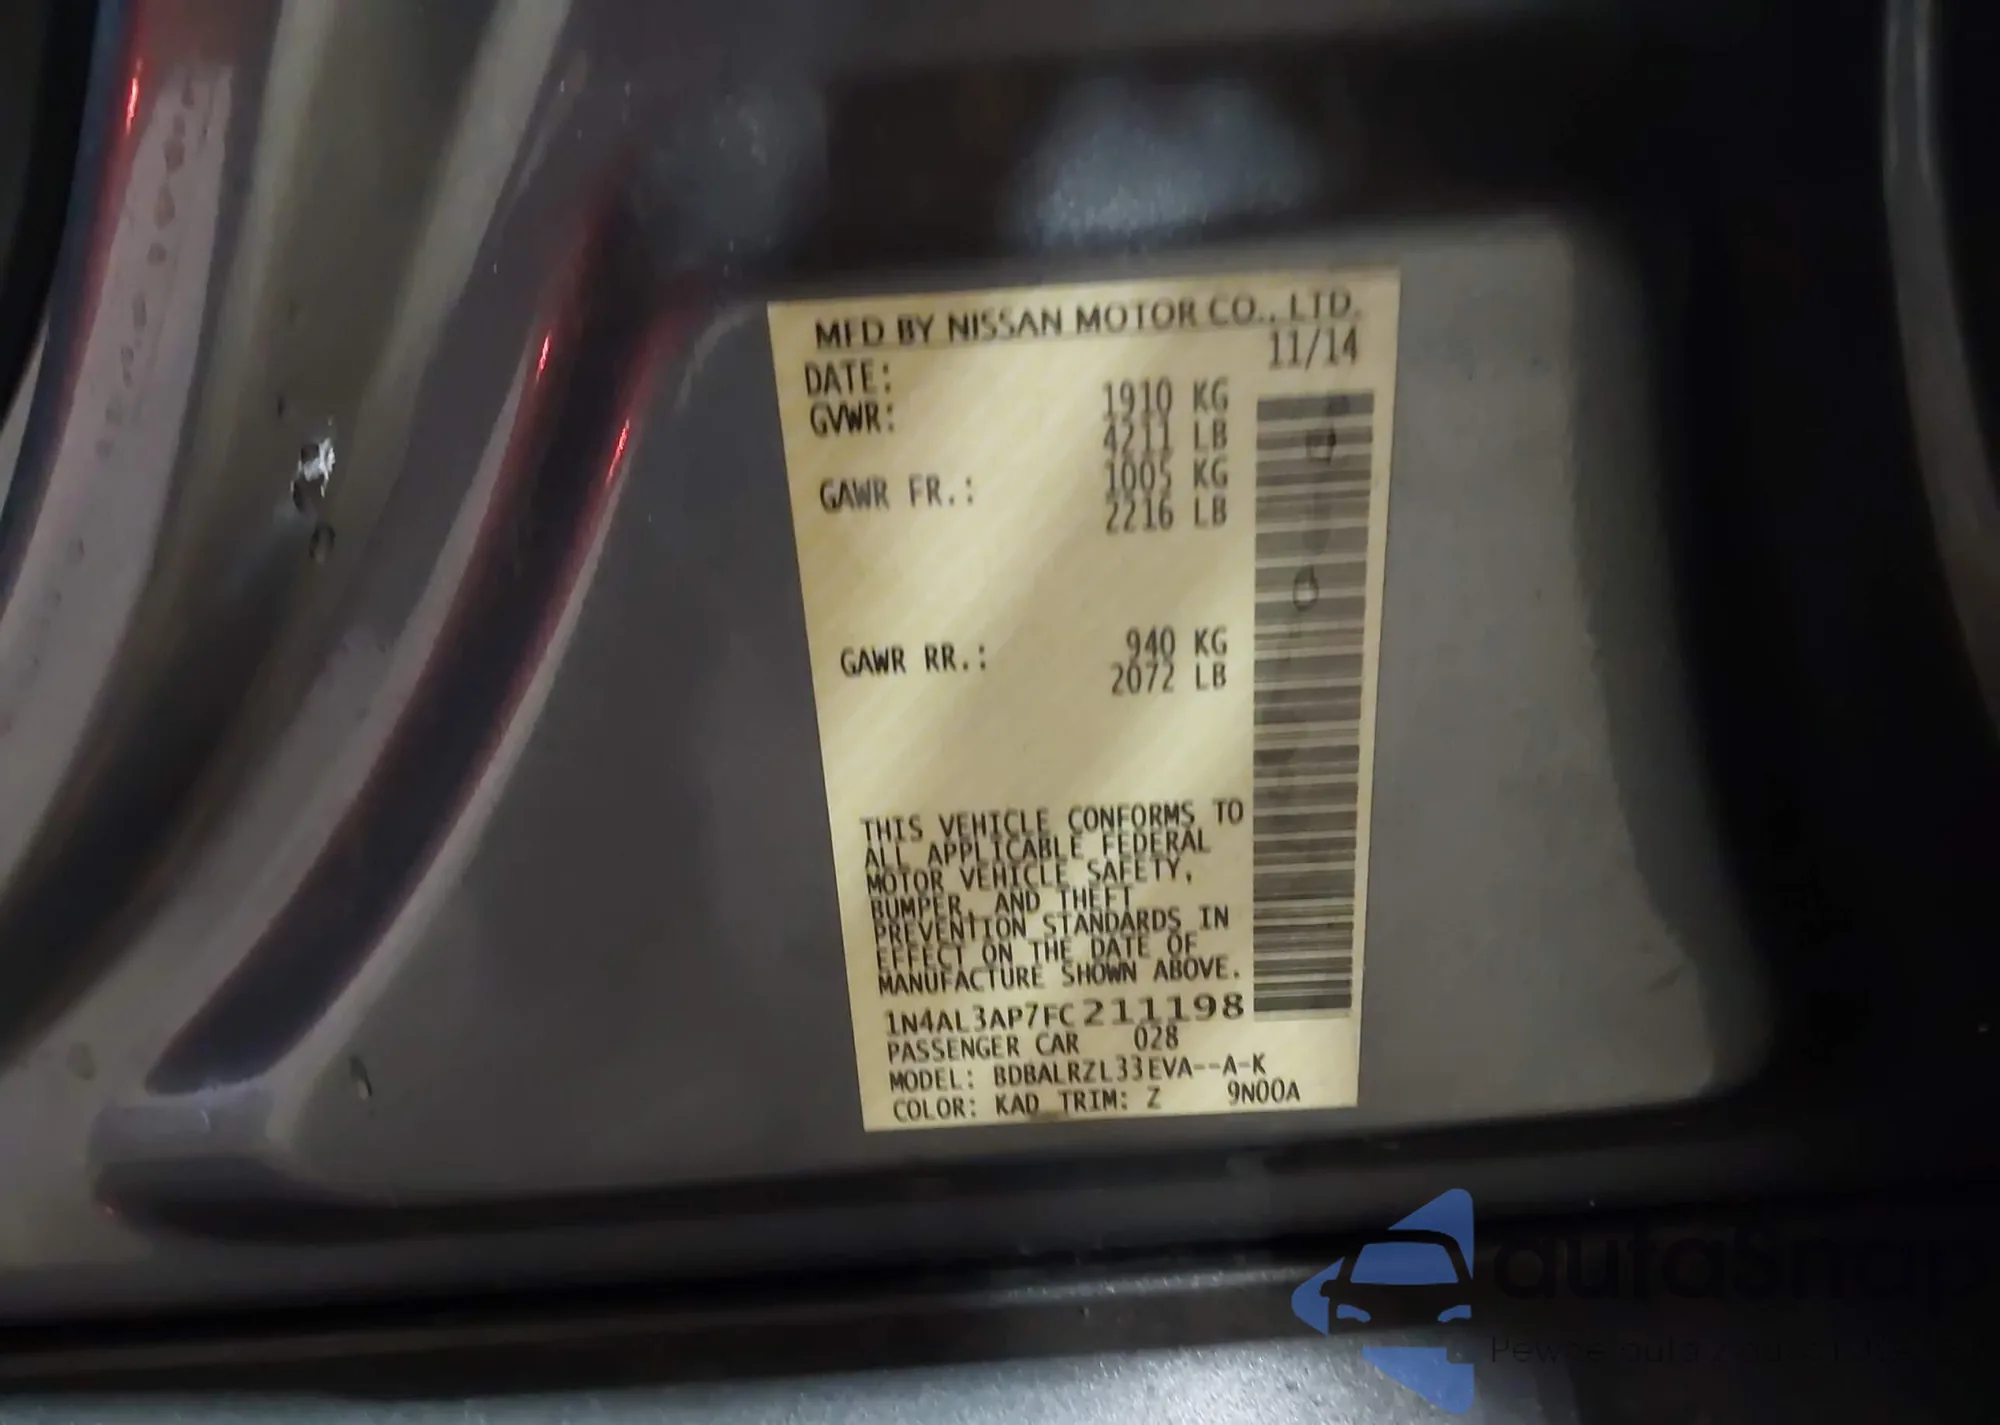 MFD BY NISSAN MOTOR CO., LTD.
DATE: 11/14
GVWR: 1910 KG
4211 LB
GAWR FR.: 1005 KG
2216 LB
GAWR RR.: 940 KG
2072 LB
THIS VEHICLE CONFORMS TO
ALL APPLICABLE FEDERAL
MOTOR VEHICLE SAFETY,
BUMPER, AND THEFT
PREVENTION STANDARDS IN
EFFECT ON THE DATE OF
MANUFACTURE SHOWN ABOVE.
1N4AL3AP7FC211198
PASSENGER CAR 028
MODEL: BDBALRZL33EVA--A-K
COLOR: KAD TRIM: Z 9N00A
autaSnap
Pewne auta z